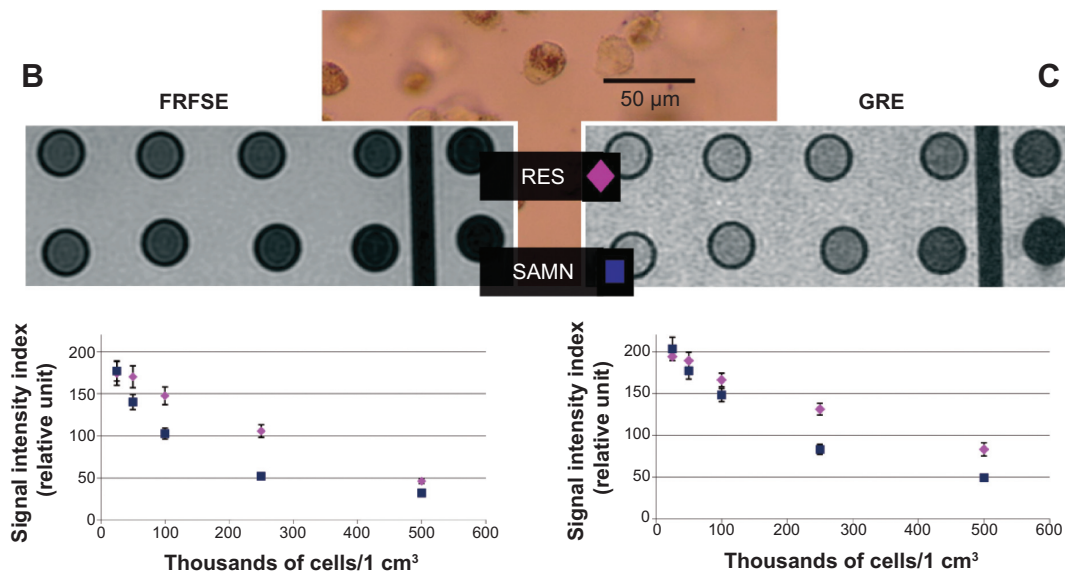 B
C
50 µm
FRFSE
GRE
RES
SAMN
Signal intensity index
(relative unit)
200
150
100
50
0
0 100 200 300 400 500 600
Thousands of cells/1 cm³
Signal intensity index
(relative unit)
200
150
100
50
0
0 100 200 300 400 500 600
Thousands of cells/1 cm³